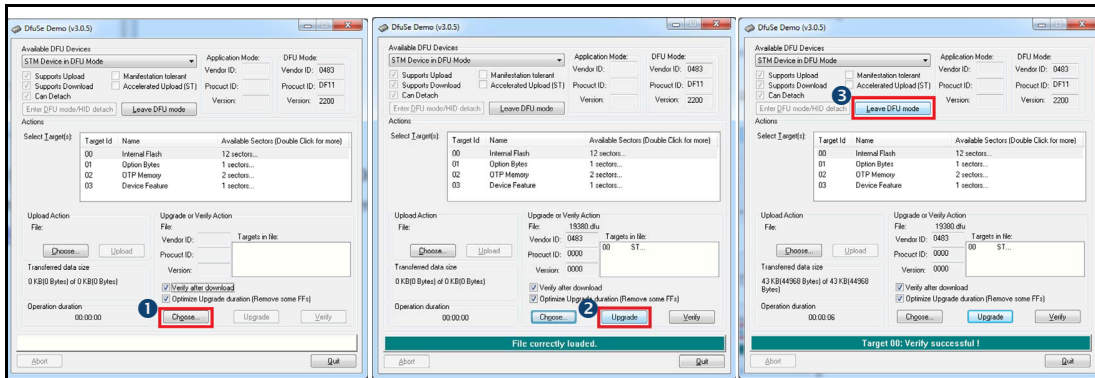 DfuSe Demo (v3.0.5)
Available DFU Devices
STM Device in DFU Mode
Supports Upload
Supports Download
Can Detach
Manifestation tolerant
Accelerated Upload (ST)
Enter DFU mode/HID detach
Leave DFU mode
Application Mode:
Vendor ID:
Procuct ID:
Version:
DFU Mode:
Vendor ID: 0483
Procuct ID: DF11
Version: 2200
Actions
Select Target(s):
Target Id Name Available Sectors (Double Click for more)
00 Internal Flash 12 sectors...
01 Option Bytes 1 sectors...
02 OTP Memory 2 sectors...
03 Device Feature 1 sectors...
Upload Action
File:
Choose... Upload
Transferred data size
0 KB(0 Bytes) of 0 KB(0 Bytes)
Operation duration
00:00:00
Upgrade or Verify Action
File:
Vendor ID:
Procuct ID:
Version:
Targets in file:
Verify after download
Optimize Upgrade duration (Remove some FFs)
1 Choose... Upgrade Verify
Abort Quit
DfuSe Demo (v3.0.5)
Available DFU Devices
STM Device in DFU Mode
Supports Upload
Supports Download
Can Detach
Manifestation tolerant
Accelerated Upload (ST)
Enter DFU mode/HID detach
Leave DFU mode
Application Mode:
Vendor ID:
Procuct ID:
Version:
DFU Mode:
Vendor ID: 0483
Procuct ID: DF11
Version: 2200
Actions
Select Target(s):
Target Id Name Available Sectors (Double Click for more)
00 Internal Flash 12 sectors...
01 Option Bytes 1 sectors...
02 OTP Memory 2 sectors...
03 Device Feature 1 sectors...
Upload Action
File:
Choose... Upload
Transferred data size
0 KB(0 Bytes) of 0 KB(0 Bytes)
Operation duration
00:00:00
Upgrade or Verify Action
File: 19380.dfu
Vendor ID: 0483
Procuct ID: 0000
Version: 0000
Targets in file:
00 ST...
Verify after download
Optimize Upgrade duration (Remove some FFs)
Choose... 2 Upgrade Verify
File correctly loaded.
Abort Quit
DfuSe Demo (v3.0.5)
Available DFU Devices
STM Device in DFU Mode
Supports Upload
Supports Download
Can Detach
Manifestation tolerant
Accelerated Upload (ST)
Enter DFU mode/HID detach
3 Leave DFU mode
Application Mode:
Vendor ID:
Procuct ID:
Version:
DFU Mode:
Vendor ID: 0483
Procuct ID: DF11
Version: 2200
Actions
Select Target(s):
Target Id Name Available Sectors (Double Click for more)
00 Internal Flash 12 sectors...
01 Option Bytes 1 sectors...
02 OTP Memory 2 sectors...
03 Device Feature 1 sectors...
Upload Action
File:
Choose... Upload
Transferred data size
43 KB(44968 Bytes) of 43 KB(44968
Bytes)
Operation duration
00:00:06
Upgrade or Verify Action
File: 19380.dfu
Vendor ID: 0483
Procuct ID: 0000
Version: 0000
Targets in file:
00 ST...
Verify after download
Optimize Upgrade duration (Remove some FFs)
Choose... Upgrade Verify
Target 00: Verify successful !
Abort Quit